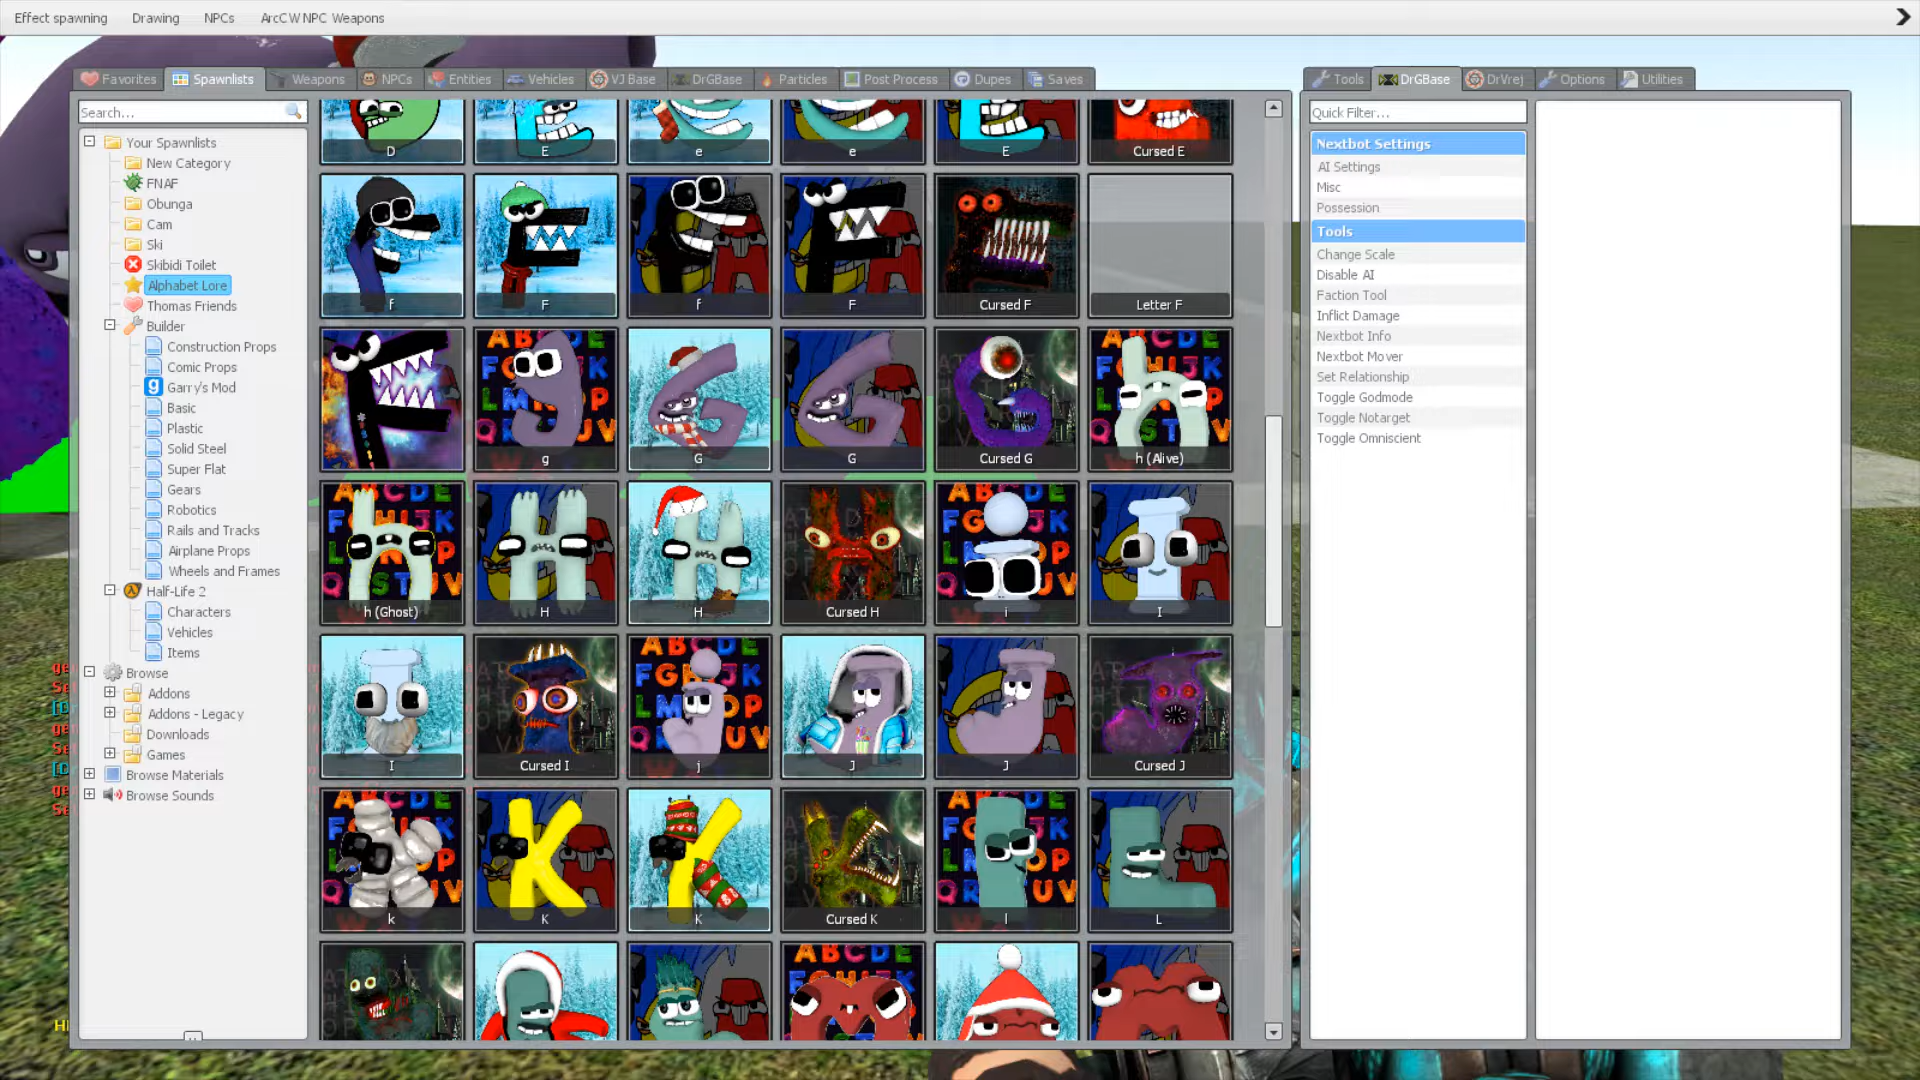 Effect spawning Drawing NPCs ArcCW NPC Weapons
Favorites Spawnlists Weapons NPCs Entities Vehicles VJ Base DrGBase Particles Post Process Dupes Saves
Tools DrGBase DrVrej Options Utilities
Search...
Your Spawnlists
New Category
FNAF
Obunga
Cam
Ski
Skibidi Toilet
Alphabet Lore
Thomas Friends
Builder
Construction Props
Comic Props
Garry's Mod
Basic
Plastic
Solid Steel
Super Flat
Gears
Robotics
Rails and Tracks
Airplane Props
Wheels and Frames
Half-Life 2
Characters
Vehicles
Items
Browse
Addons
Addons - Legacy
Downloads
Games
Browse Materials
Browse Sounds
D E e e E Cursed E
f F f F Cursed F Letter F
g G G Cursed G h (Alive)
h (Ghost) H H Cursed H i I
I Cursed I j J J Cursed J
k K K Cursed K l L
Quick Filter...
Nextbot Settings
AI Settings
Misc
Possession
Tools
Change Scale
Disable AI
Faction Tool
Inflict Damage
Nextbot Info
Nextbot Mover
Set Relationship
Toggle Godmode
Toggle Notarget
Toggle Omniscient